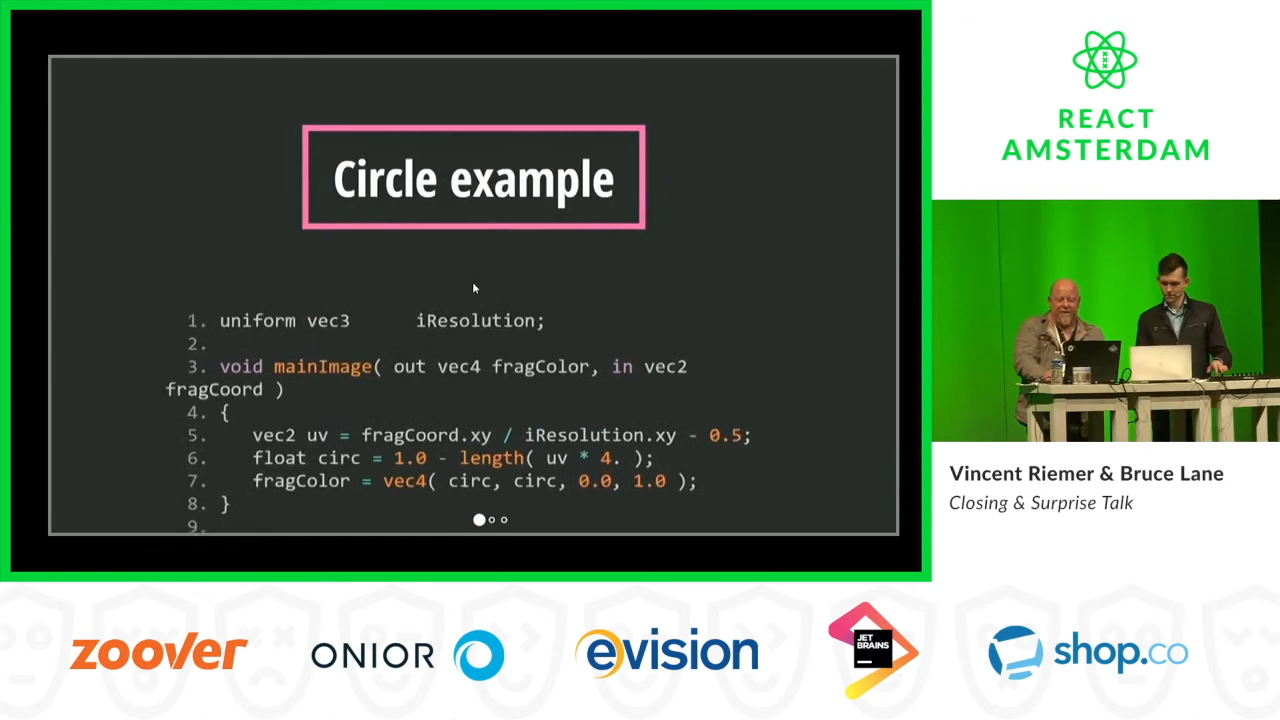 Circle example
1. uniform vec3      iResolution;
2.
3. void mainImage( out vec4 fragColor, in vec2
fragCoord )
4. {
5.    vec2 uv = fragCoord.xy / iResolution.xy - 0.5;
6.    float circ = 1.0 - length( uv * 4. );
7.    fragColor = vec4( circ, circ, 0.0, 1.0 );
8. }
9.
REACT
AMSTERDAM
Vincent Riemer & Bruce Lane
Closing & Surprise Talk
zoover
ONIOR
evision
JET
BRAINS
shop.co